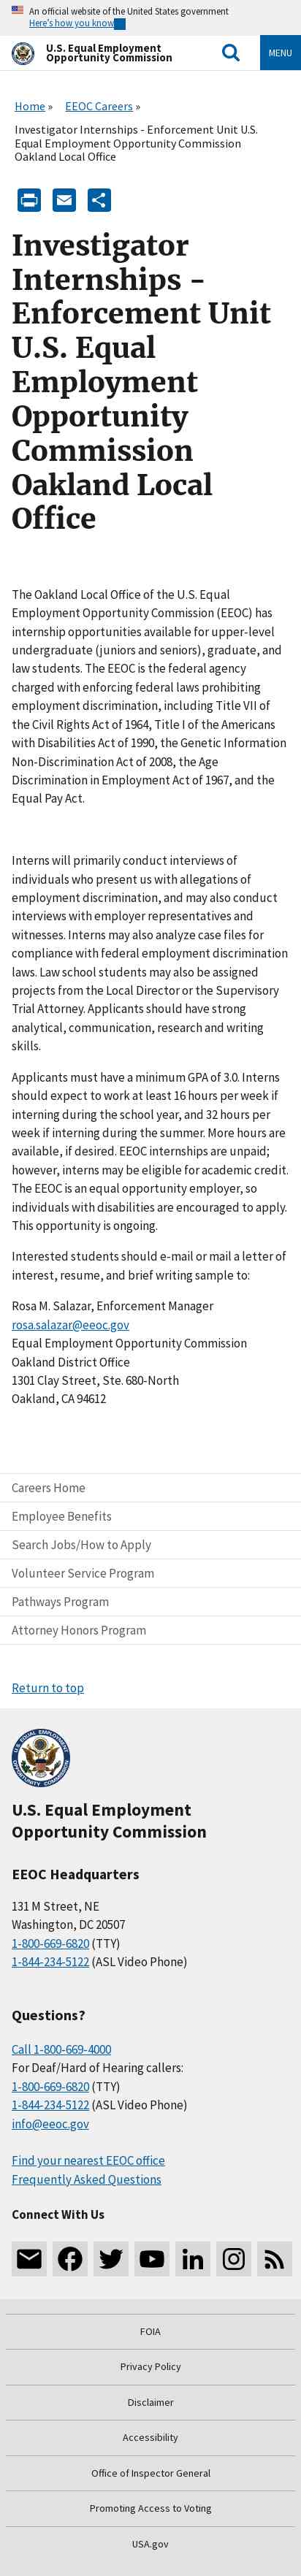 An official website of the United States government
Here's how you know
U.S. Equal Employment
Opportunity Commission
MENU
Home » EEOC Careers »
Investigator Internships - Enforcement Unit U.S.
Equal Employment Opportunity Commission
Oakland Local Office
Investigator
Internships -
Enforcement Unit
U.S. Equal
Employment
Opportunity
Commission
Oakland Local
Office
The Oakland Local Office of the U.S. Equal
Employment Opportunity Commission (EEOC) has
internship opportunities available for upper-level
undergraduate (juniors and seniors), graduate, and
law students. The EEOC is the federal agency
charged with enforcing federal laws prohibiting
employment discrimination, including Title VII of
the Civil Rights Act of 1964, Title I of the Americans
with Disabilities Act of 1990, the Genetic Information
Non-Discrimination Act of 2008, the Age
Discrimination in Employment Act of 1967, and the
Equal Pay Act.
Interns will primarily conduct interviews of
individuals who present us with allegations of
employment discrimination, and may also conduct
interviews with employer representatives and
witnesses. Interns may also analyze case files for
compliance with federal employment discrimination
laws. Law school students may also be assigned
projects from the Local Director or the Supervisory
Trial Attorney. Applicants should have strong
analytical, communication, research and writing
skills.
Applicants must have a minimum GPA of 3.0. Interns
should expect to work at least 16 hours per week if
interning during the school year, and 32 hours per
week if interning during the summer. More hours are
available, if desired. EEOC internships are unpaid;
however, interns may be eligible for academic credit.
The EEOC is an equal opportunity employer, so
individuals with disabilities are encouraged to apply.
This opportunity is ongoing.
Interested students should e-mail or mail a letter of
interest, resume, and brief writing sample to:
Rosa M. Salazar, Enforcement Manager
rosa.salazar@eeoc.gov
Equal Employment Opportunity Commission
Oakland District Office
1301 Clay Street, Ste. 680-North
Oakland, CA 94612
Careers Home
Employee Benefits
Search Jobs/How to Apply
Volunteer Service Program
Pathways Program
Attorney Honors Program
Return to top
U.S. Equal Employment
Opportunity Commission
EEOC Headquarters
131 M Street, NE
Washington, DC 20507
1-800-669-6820 (TTY)
1-844-234-5122 (ASL Video Phone)
Questions?
Call 1-800-669-4000
For Deaf/Hard of Hearing callers:
1-800-669-6820 (TTY)
1-844-234-5122 (ASL Video Phone)
info@eeoc.gov
Find your nearest EEOC office
Frequently Asked Questions
Connect With Us
FOIA
Privacy Policy
Disclaimer
Accessibility
Office of Inspector General
Promoting Access to Voting
USA.gov